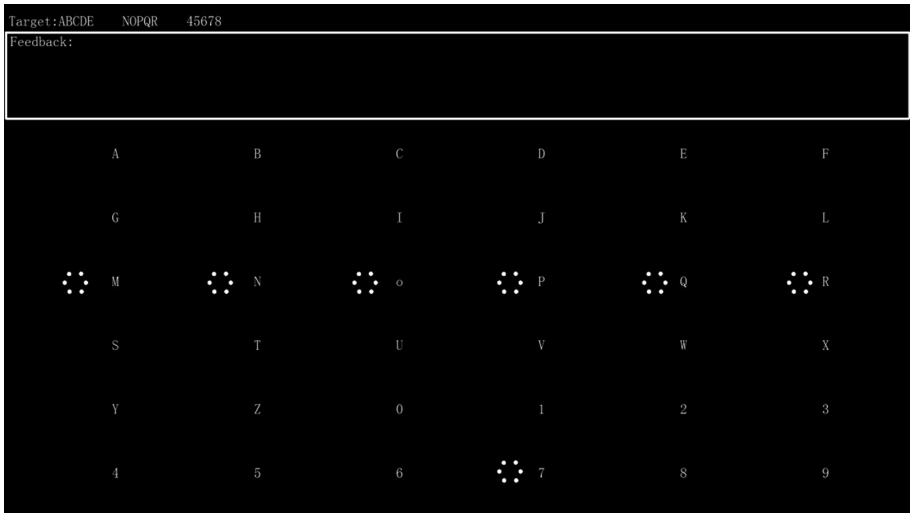 Target:ABCDE NOPQR 45678
Feedback:
A B C D E F
G H I J K L
M N o P Q R
S T U V W X
Y Z 0 1 2 3
4 5 6 7 8 9